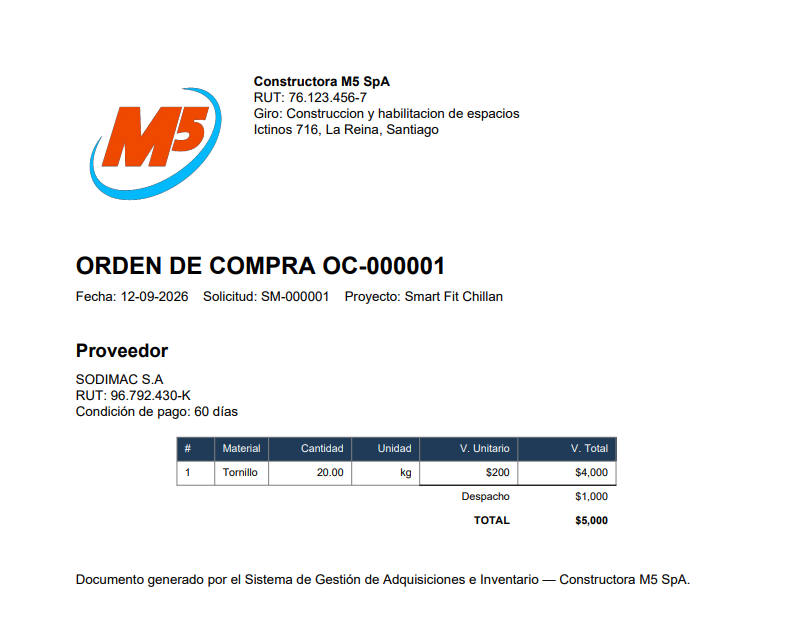 M5
Constructora M5 SpA
RUT: 76.123.456-7
Giro: Construccion y habilitacion de espacios
Ictinos 716, La Reina, Santiago
ORDEN DE COMPRA OC-000001
Fecha: 12-09-2026 Solicitud: SM-000001 Proyecto: Smart Fit Chillan
Proveedor
SODIMAC S.A
RUT: 96.792.430-K
Condición de pago: 60 días
# Material Cantidad Unidad V. Unitario V. Total
1 Tornillo 20.00 kg $200 $4,000
Despacho $1,000
TOTAL $5,000
Documento generado por el Sistema de Gestión de Adquisiciones e Inventario — Constructora M5 SpA.